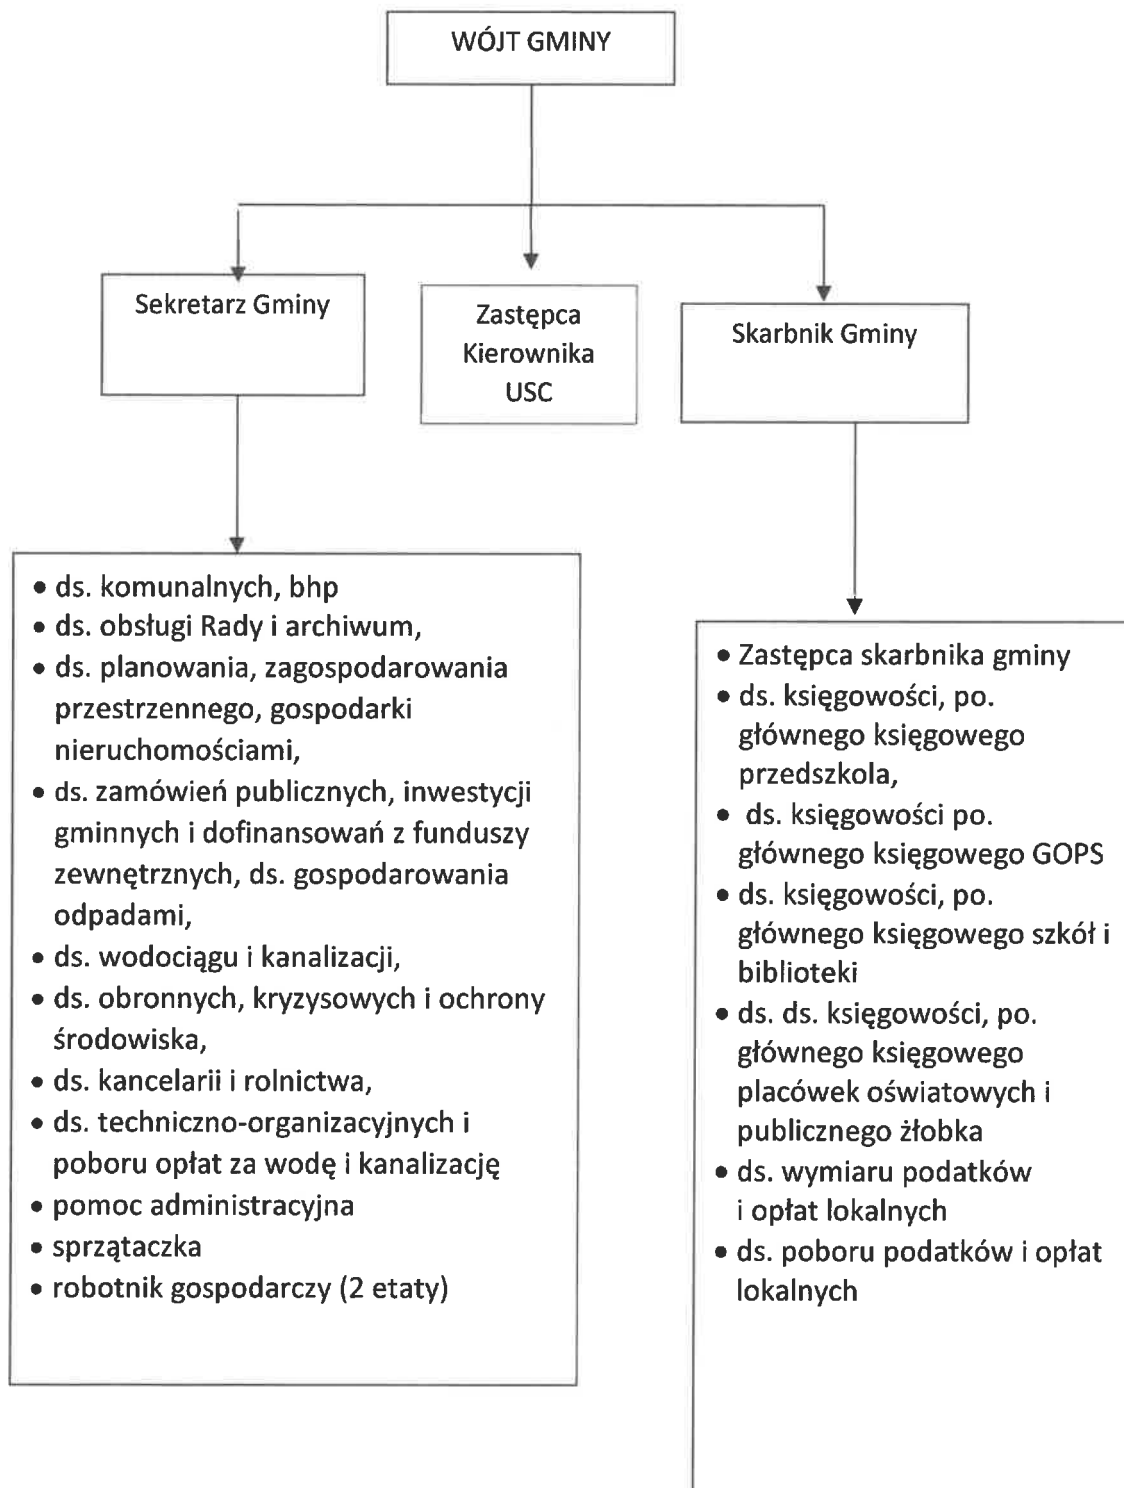 WÓJT GMINY
Sekretarz Gminy
Zastępca
Kierownika
USC
Skarbnik Gminy
• ds. komunalnych, bhp
• ds. obsługi Rady i archiwum,
• ds. planowania, zagospodarowania
przestrzennego, gospodarki
nieruchomościami,
• ds. zamówień publicznych, inwestycji
gminnych i dofinansowań z funduszy
zewnętrznych, ds. gospodarowania
odpadami,
• ds. wodociągu i kanalizacji,
• ds. obronnych, kryzysowych i ochrony
środowiska,
• ds. kancelarii i rolnictwa,
• ds. techniczno-organizacyjnych i
poboru opłat za wodę i kanalizację
• pomoc administracyjna
• sprzątaczka
• robotnik gospodarczy (2 etaty)
• Zastępca skarbnika gminy
• ds. księgowości, po.
głównego księgowego
przedszkola,
• ds. księgowości po.
głównego księgowego GOPS
• ds. księgowości, po.
głównego księgowego szkół i
biblioteki
• ds. ds. księgowości, po.
głównego księgowego
placówek oświatowych i
publicznego żłobka
• ds. wymiaru podatków
i opłat lokalnych
• ds. poboru podatków i opłat
lokalnych